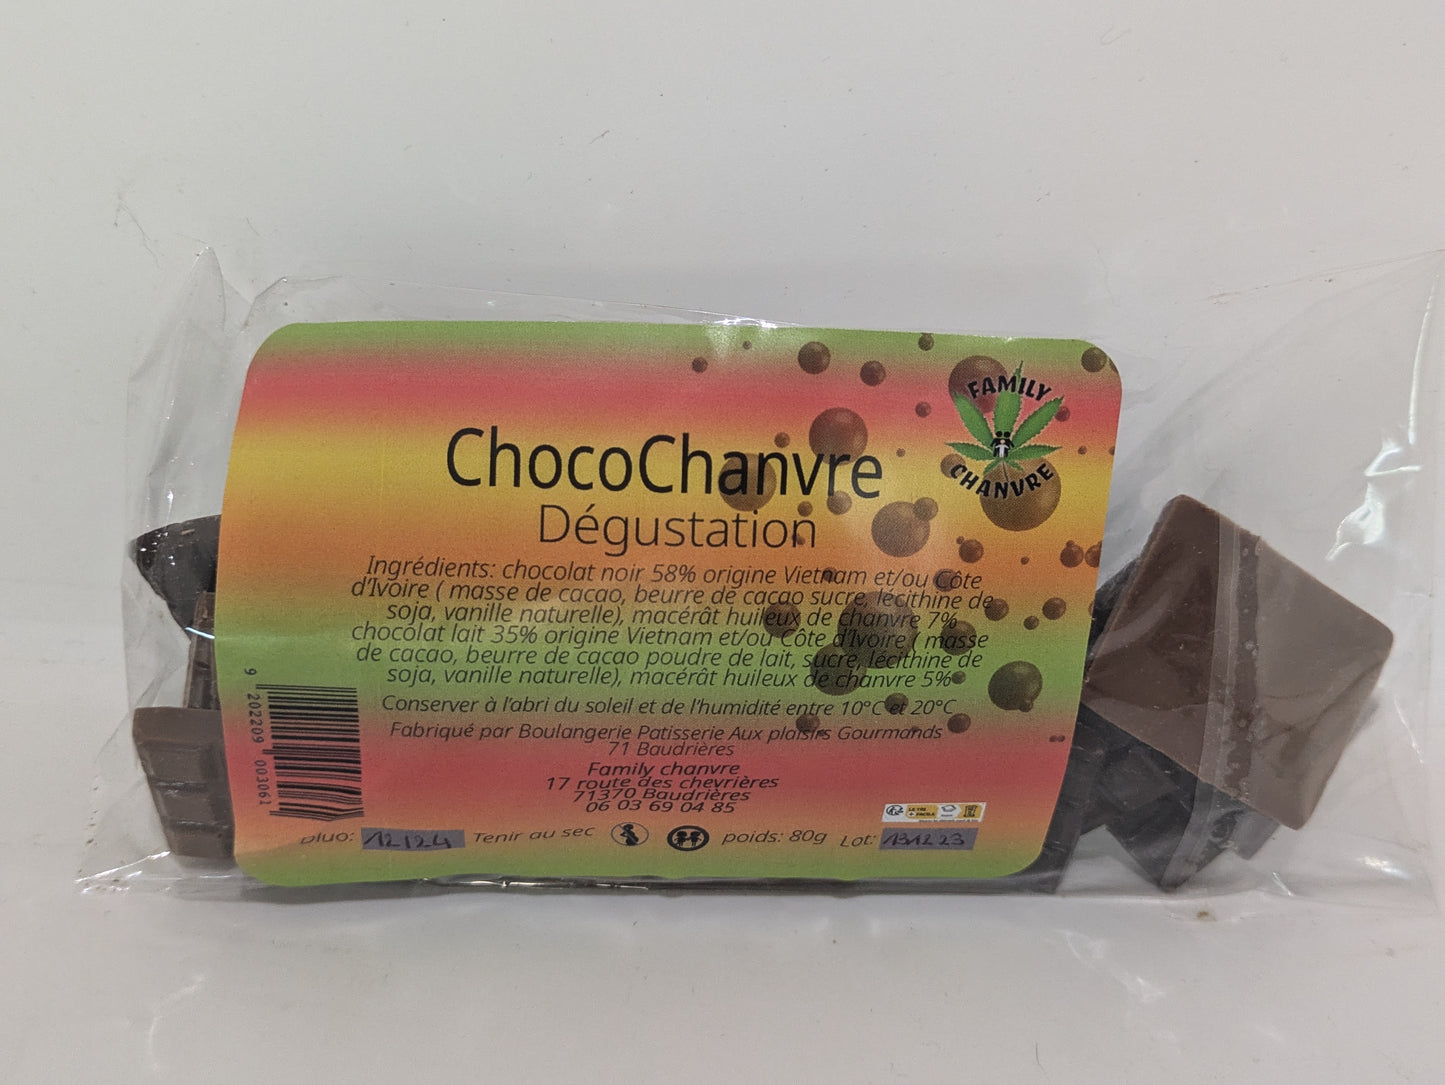 FAMILY
CHANVRE
ChocoChanvre
Dégustation
Ingrédients: chocolat noir 58% origine Vietnam et/ou Côte
d'Ivoire ( masse de cacao, beurre de cacao sucre, lécithine de
soja, vanille naturelle), macérât huileux de chanvre 7%
chocolat lait 35% origine Vietnam et/ou Côte d'Ivoire ( masse
de cacao, beurre de cacao poudre de lait, sucre, lécithine de
soja, vanille naturelle), macérât huileux de chanvre 5%
Conserver à l'abri du soleil et de l'humidité entre 10°C et 20°C
Fabriqué par Boulangerie Patisserie Aux plaisirs Gourmands
71 Baudrières
Family chanvre
17 route des chevrières
71370 Baudrières
06 03 69 04 85
Dluo: 12/24 Tenir au sec poids: 80g Lot: 131223
9 202209 003062
LE TRI
+ FACILE